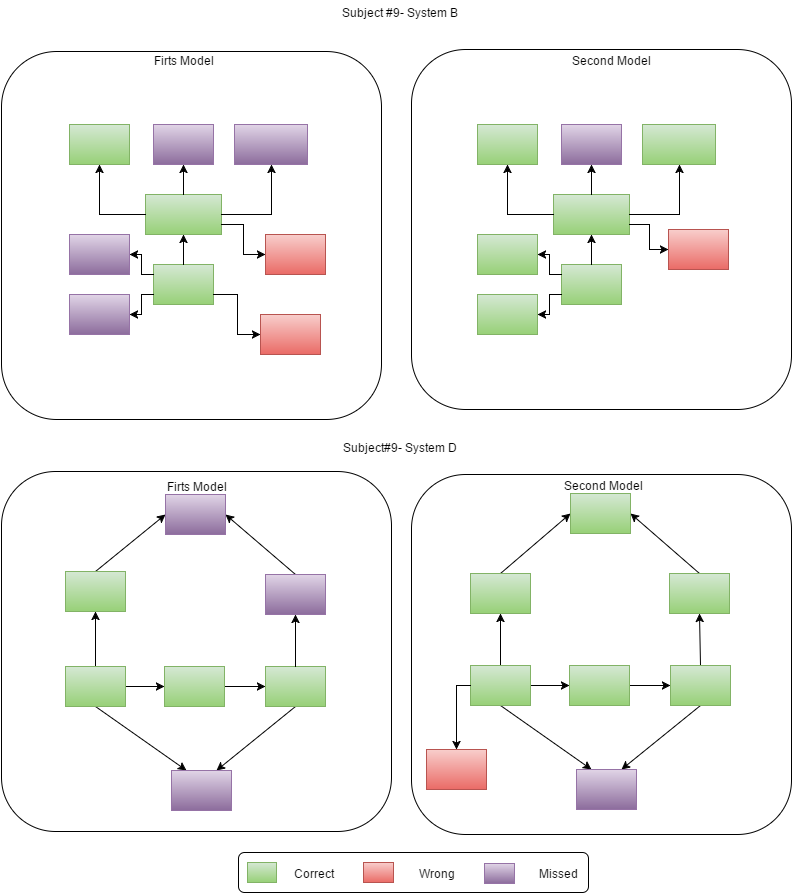 Subject #9- System B
Firts Model
Second Model
Subject#9- System D
Firts Model
Second Model
Correct
Wrong
Missed